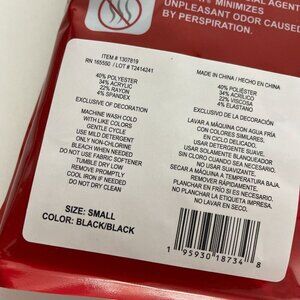 AGENT
MINIMIZES
UNPLEASANT ODOR CAUSED
BY PERSPIRATION.
ITEM # 1307819
RN 165550 / LOT # T2414241
40% POLYESTER
34% ACRYLIC
22% RAYON
4% SPANDEX
EXCLUSIVE OF DECORATION
MACHINE WASH COLD
WITH LIKE COLORS
GENTLE CYCLE
USE MILD DETERGENT
ONLY NON-CHLORINE
BLEACH WHEN NEEDED
DO NOT USE FABRIC SOFTENER
TUMBLE DRY LOW
REMOVE PROMPTLY
COOL IRON IF NEEDED
DO NOT DRY CLEAN
MADE IN CHINA / HECHO EN CHINA
40% POLIÉSTER
34% ACRÍLICO
22% VISCOSA
4% ELASTANO
EXCLUSIVO DE LA DECORACIÓN
LAVAR A MÁQUINA CON AGUA FRÍA
CON COLORES SIMILARES.
EN CICLO DELICADO.
USAR DETERGENTE SUAVE.
USAR SOLAMENTE BLANQUEADOR
SIN CLORO CUANDO SEA NECESARIO.
NO USAR SUAVIZANTE.
SECAR A MÁQUINA A TEMPERATURA BAJA.
REMOVER RÁPIDAMENTE.
PLANCHAR EN FRÍO SI ES NECESARIO.
NO PLANCHAR LA ETIQUETA IMPRESA.
NO LAVAR EN SECO.
SIZE: SMALL
COLOR: BLACK/BLACK
1 95930 18734 8